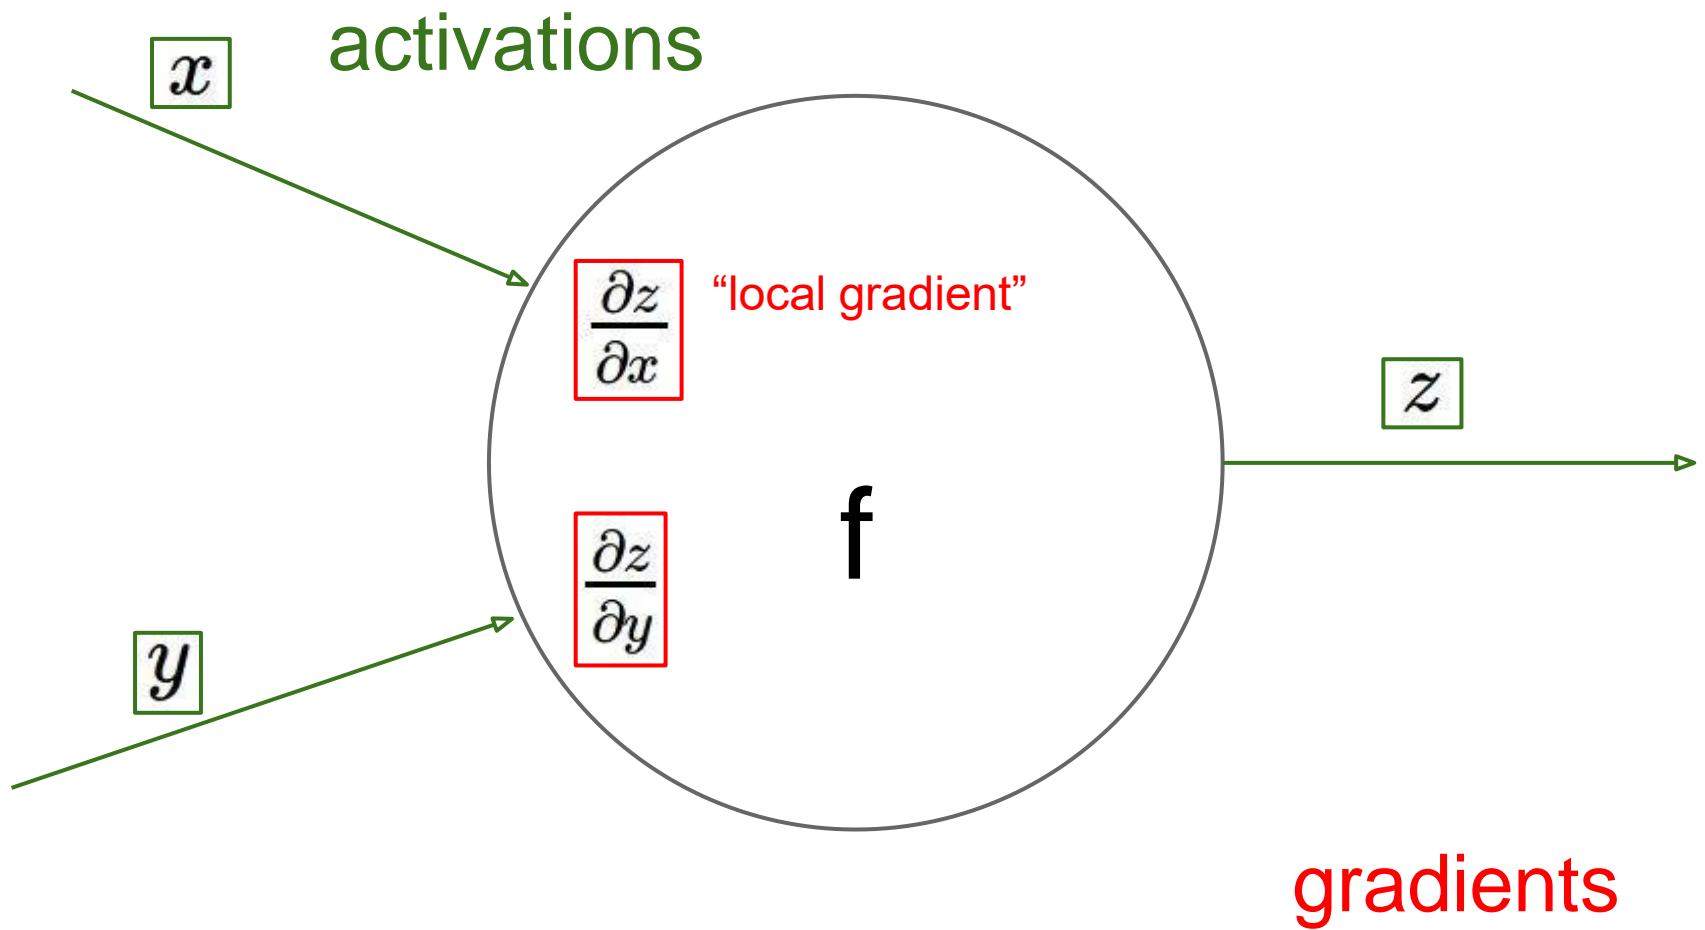 activations
x
∂z
∂x
“local gradient”
z
f
∂z
∂y
y
gradients